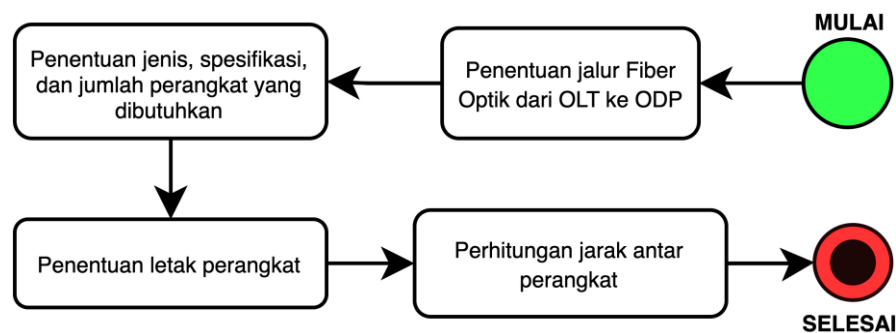 MULAI
Penentuan jalur Fiber
Optik dari OLT ke ODP
Penentuan jenis, spesifikasi,
dan jumlah perangkat yang
dibutuhkan
Penentuan letak perangkat
Perhitungan jarak antar
perangkat
SELESAI